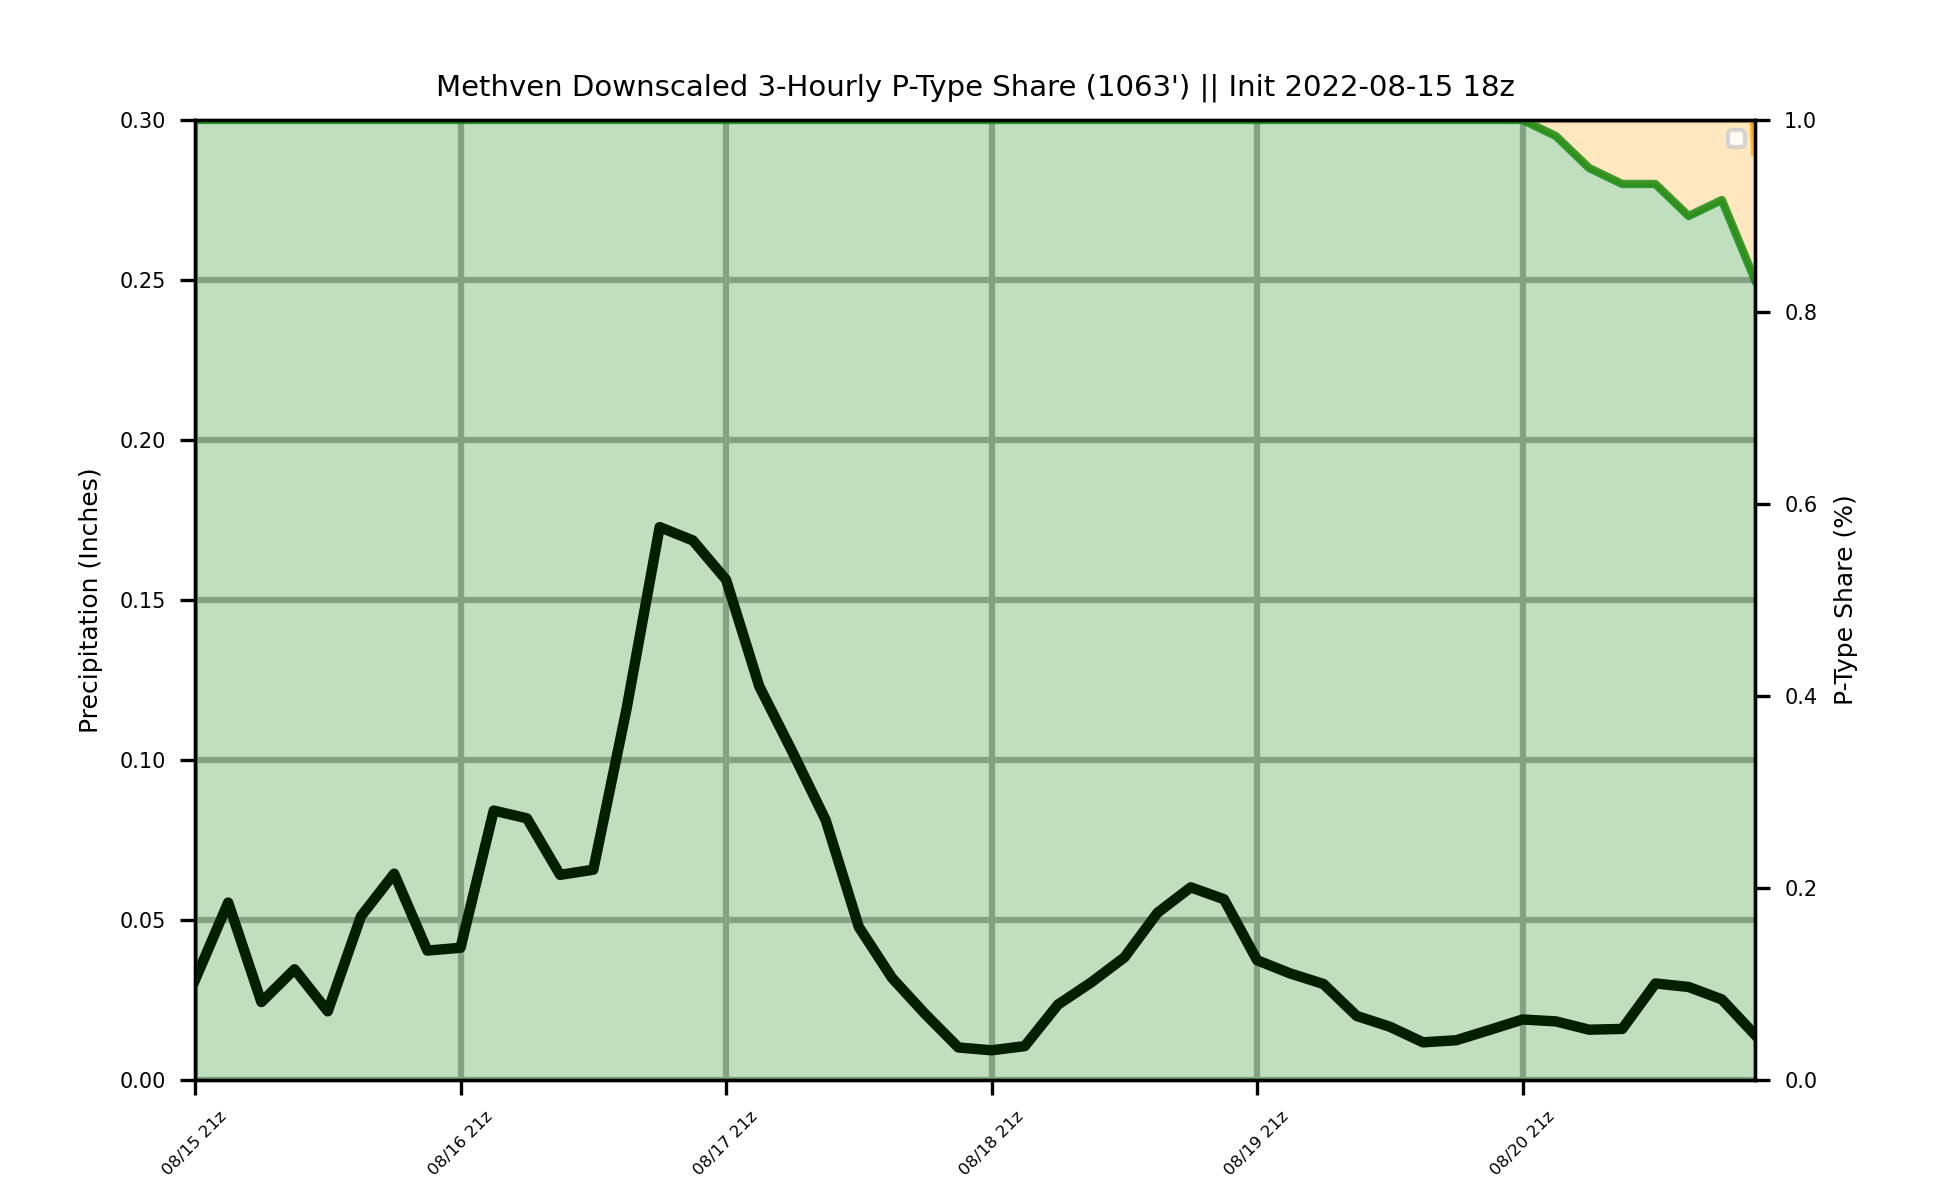 Methven Downscaled 3-Hourly P-Type Share (1063') || Init 2022-08-15 18z
0.30
0.25
0.20
0.15
0.10
0.05
0.00
Precipitation (Inches)
1.0
0.8
0.6
0.4
0.2
0.0
P-Type Share (%)
08/15 21z
08/16 21z
08/17 21z
08/18 21z
08/19 21z
08/20 21z